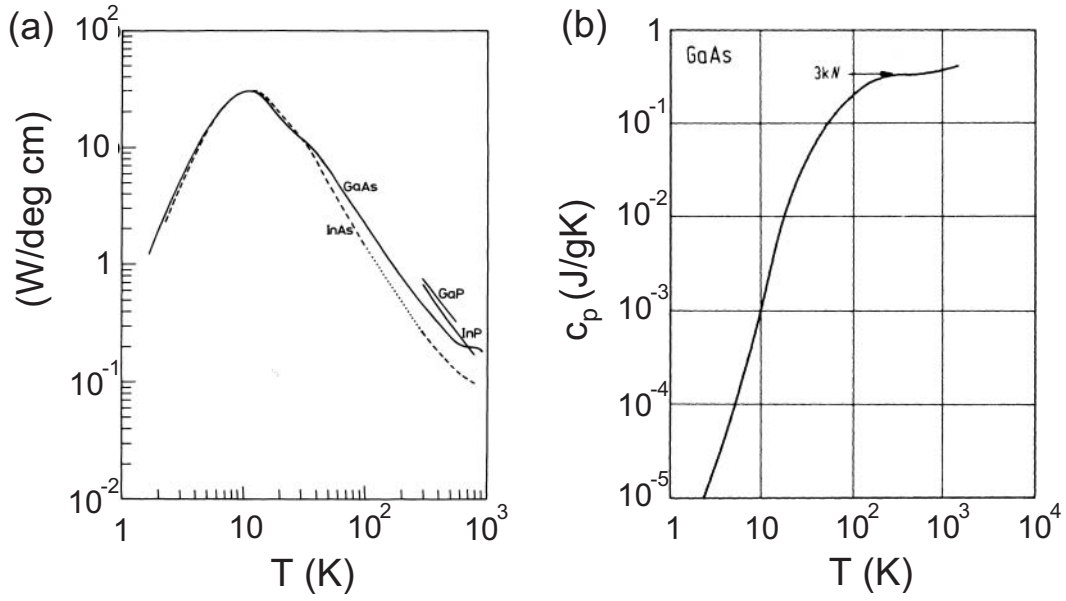 (a)
10²
10
1
10⁻¹
10⁻²
(W/deg cm)
GaAs
InAs
GaP
InP
1
10
10²
10³
T (K)
(b)
GaAs
3kN
1
10⁻¹
10⁻²
10⁻³
10⁻⁴
10⁻⁵
cₚ (J/gK)
1
10
10²
10³
10⁴
T (K)